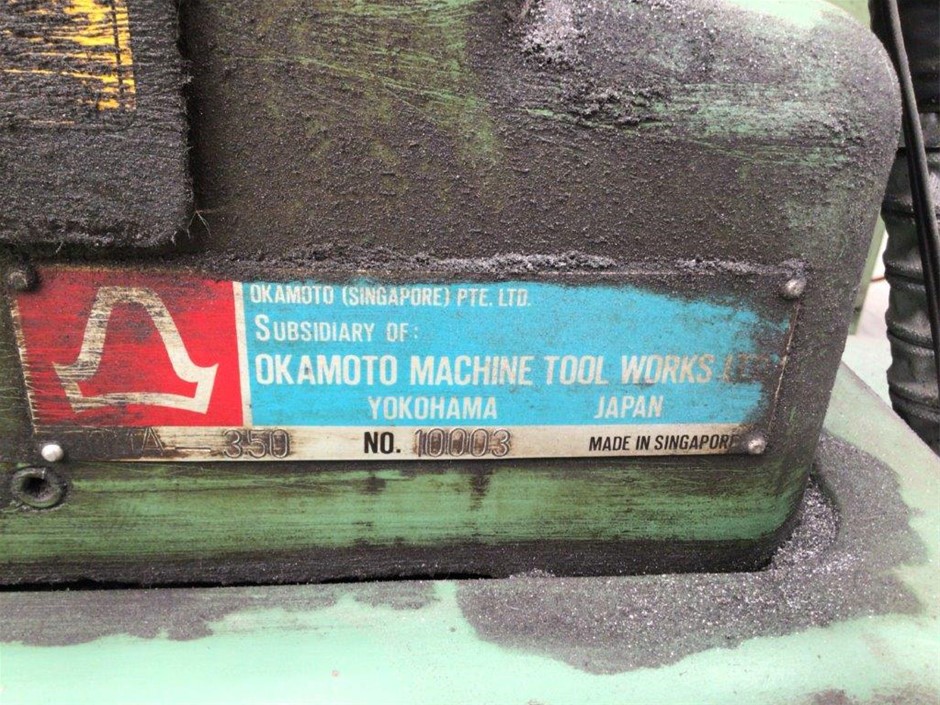 OKAMOTO (SINGAPORE) PTE. LTD.
SUBSIDIARY OF:
OKAMOTO MACHINE TOOL WORKS
YOKOHAMA JAPAN
350 NO. 10003 MADE IN SINGAPORE